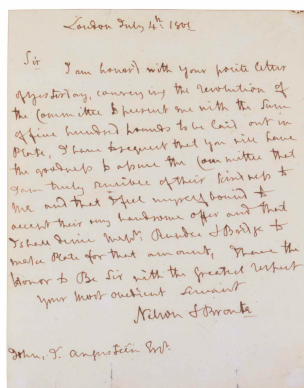 London July 4th: 1801
Sir
I am honor'd with your polite letter
of yesterday, conveying the resolution of
the Committee to present me with the Sum
of five hundred pounds to be laid out in
Plate, I have to request that you will have
the goodness to assure the Committee that
I am truly sensible of their kindness to
me and that I feel myself bound to
accept their very handsome offer and that
I shall desire Messrs: Rundle & Bridge to
make Plate for that amount, I have the
honor to Be Sir with the greatest respect
your most obedient Servant
Nelson & Bronte
John, J. Angerstein Esqr.